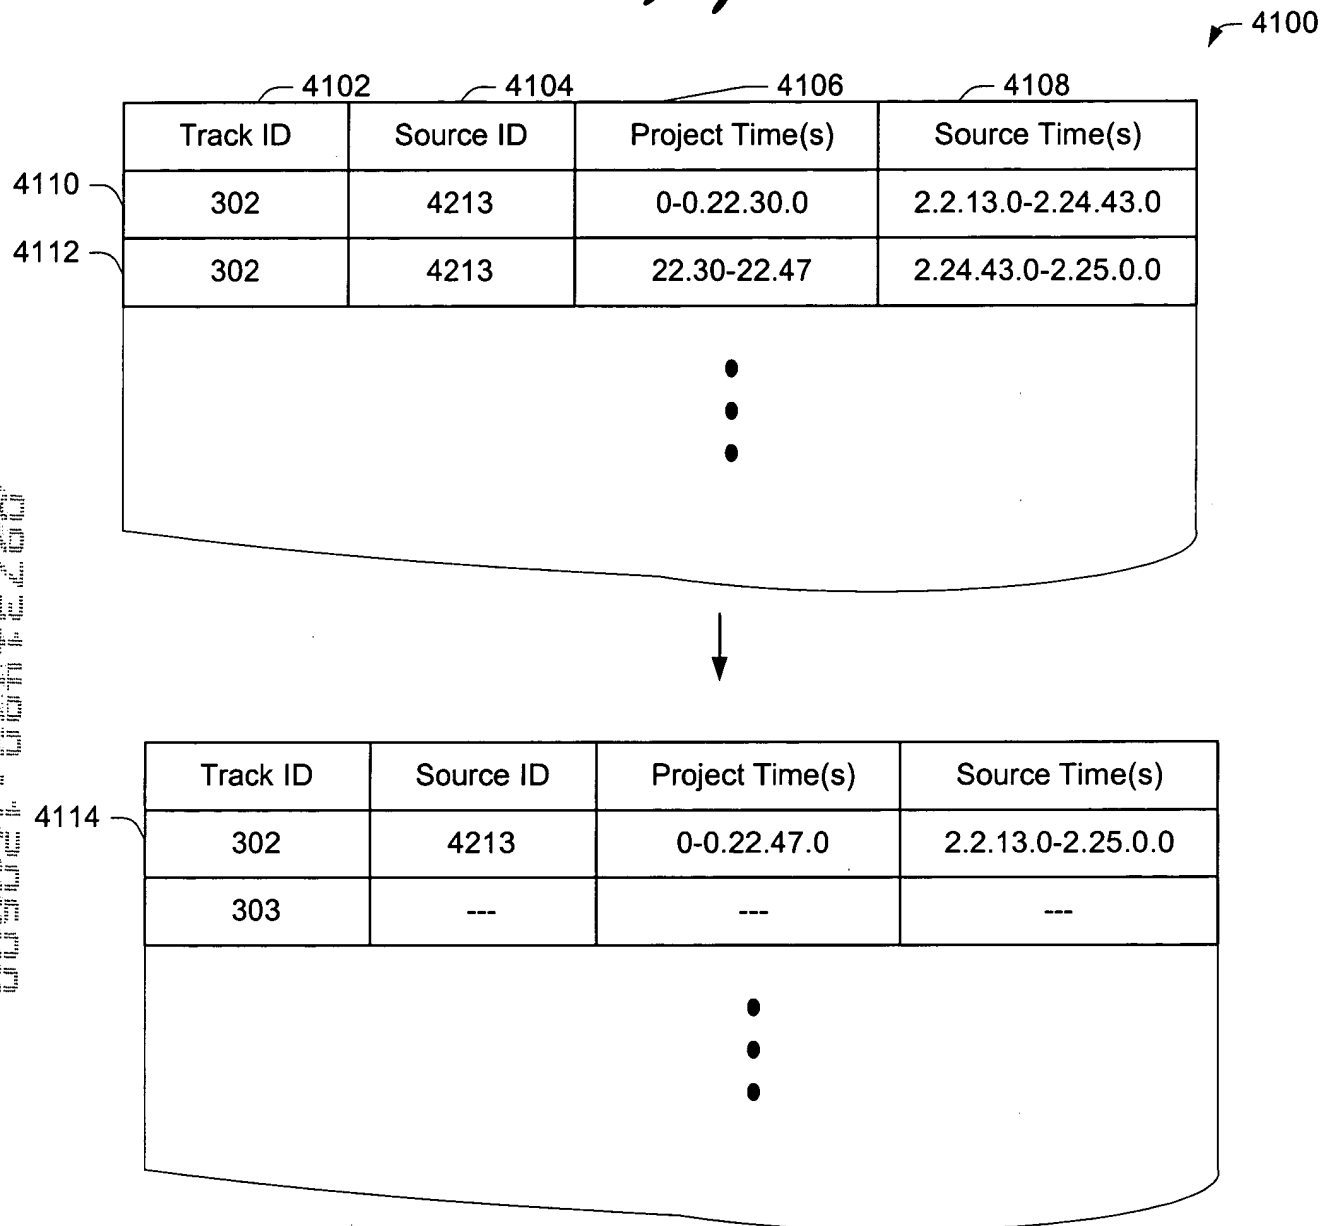 4100
4102 4104 4106 4108
Track ID Source ID Project Time(s) Source Time(s)
4110 302 4213 0-0.22.30.0 2.2.13.0-2.24.43.0
4112 302 4213 22.30-22.47 2.24.43.0-2.25.0.0
Track ID Source ID Project Time(s) Source Time(s)
4114 302 4213 0-0.22.47.0 2.2.13.0-2.25.0.0
303 --- --- ---